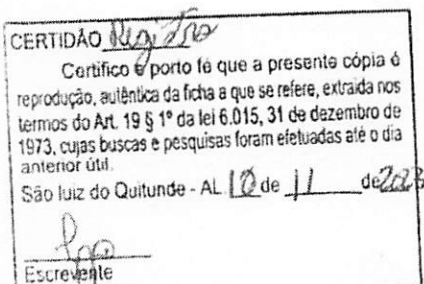 CERTIDÃO Registro
Certifico e porto fé que a presente cópia é
reprodução, autêntica da ficha a que se refere, extraida nos
termos do Art. 19 § 1º da lei 6.015, 31 de dezembro de
1973, cujas buscas e pesquisas foram efetuadas até o dia
anterior útil.
São luiz do Quitunde - AL 10 de 11 de 2023
Escrevente